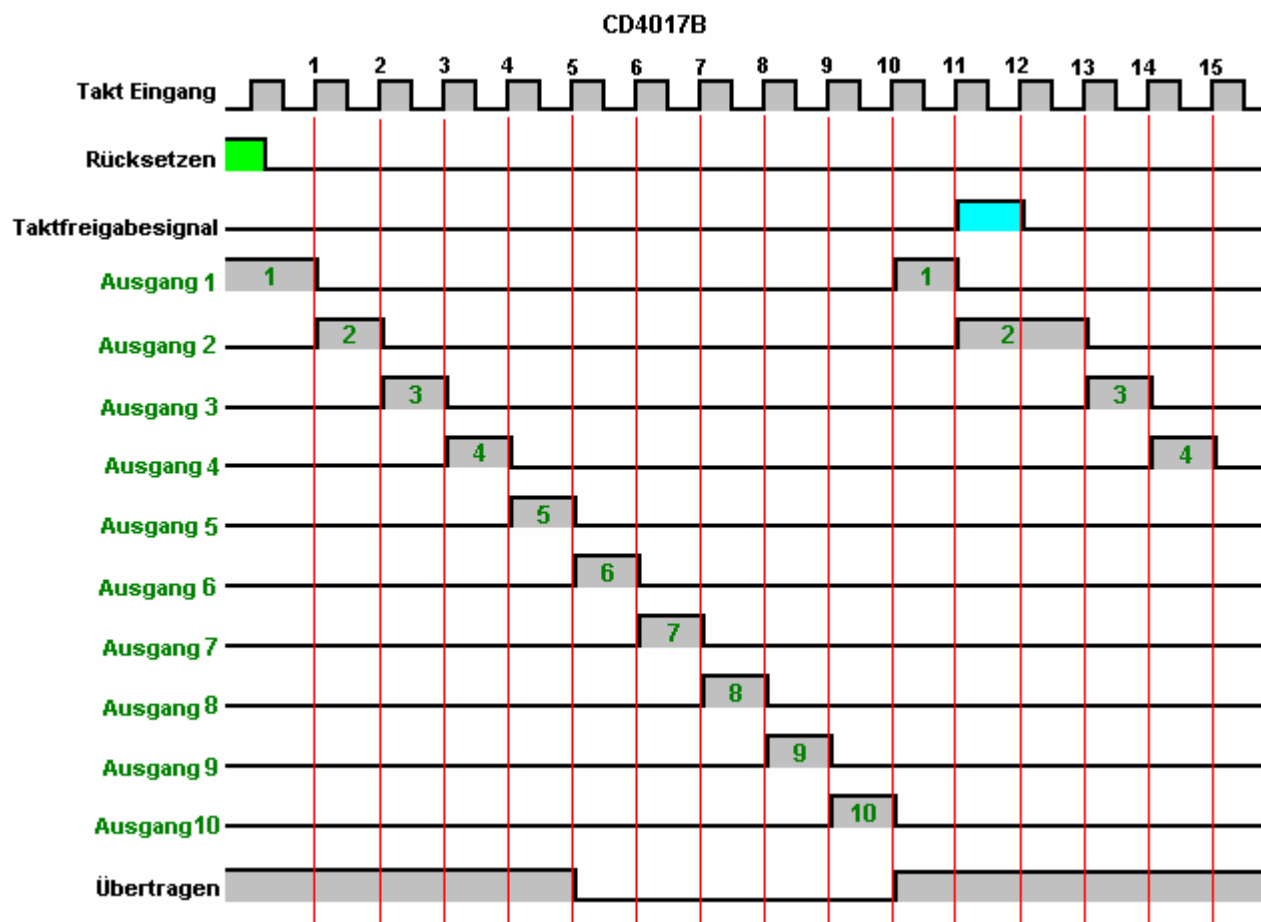 CD4017B
1 2 3 4 5 6 7 8 9 10 11 12 13 14 15
Takt Eingang
Rücksetzen
Taktfreigabesignal
Ausgang 1 1 1
Ausgang 2 2 2
Ausgang 3 3 3
Ausgang 4 4 4
Ausgang 5 5
Ausgang 6 6
Ausgang 7 7
Ausgang 8 8
Ausgang 9 9
Ausgang10 10
Übertragen